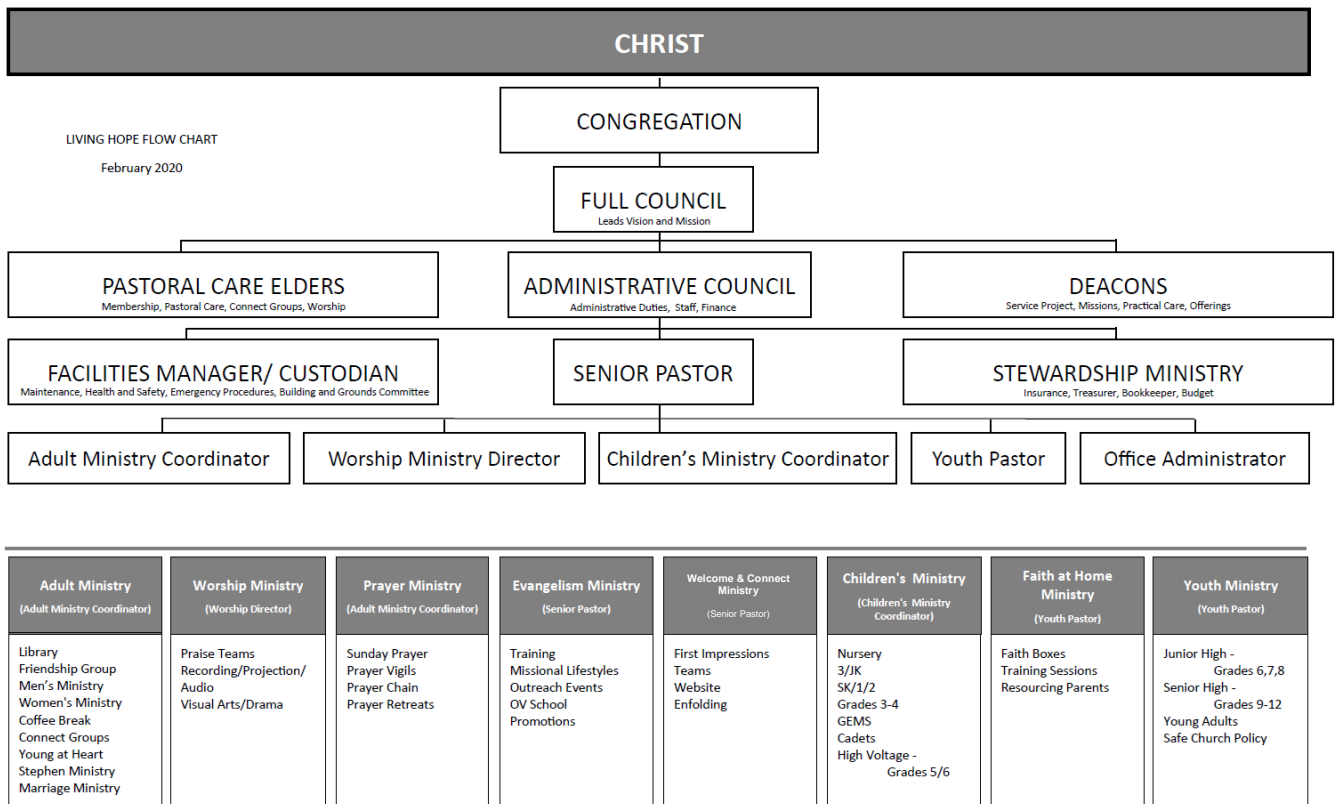 CHRIST
CONGREGATION
LIVING HOPE FLOW CHART
February 2020
FULL COUNCIL
Leads Vision and Mission
PASTORAL CARE ELDERS
Membership, Pastoral Care, Connect Groups, Worship
ADMINISTRATIVE COUNCIL
Administrative Duties, Staff, Finance
DEACONS
Service Project, Missions, Practical Care, Offerings
FACILITIES MANAGER/ CUSTODIAN
Maintenance, Health and Safety, Emergency Procedures, Building and Grounds Committee
SENIOR PASTOR
STEWARDSHIP MINISTRY
Insurance, Treasurer, Bookkeeper, Budget
Adult Ministry Coordinator
Worship Ministry Director
Children’s Ministry Coordinator
Youth Pastor
Office Administrator
Adult Ministry
(Adult Ministry Coordinator)
Library
Friendship Group
Men’s Ministry
Women's Ministry
Coffee Break
Connect Groups
Young at Heart
Stephen Ministry
Marriage Ministry
Worship Ministry
(Worship Director)
Praise Teams
Recording/Projection/
Audio
Visual Arts/Drama
Prayer Ministry
(Adult Ministry Coordinator)
Sunday Prayer
Prayer Vigils
Prayer Chain
Prayer Retreats
Evangelism Ministry
(Senior Pastor)
Training
Missional Lifestyles
Outreach Events
OV School
Promotions
Welcome & Connect
Ministry
(Senior Pastor)
First Impressions
Teams
Website
Enfolding
Children's Ministry
(Children's Ministry
Coordinator)
Nursery
3/JK
SK/1/2
Grades 3-4
GEMS
Cadets
High Voltage -
Grades 5/6
Faith at Home
Ministry
(Youth Pastor)
Faith Boxes
Training Sessions
Resourcing Parents
Youth Ministry
(Youth Pastor)
Junior High -
Grades 6,7,8
Senior High -
Grades 9-12
Young Adults
Safe Church Policy